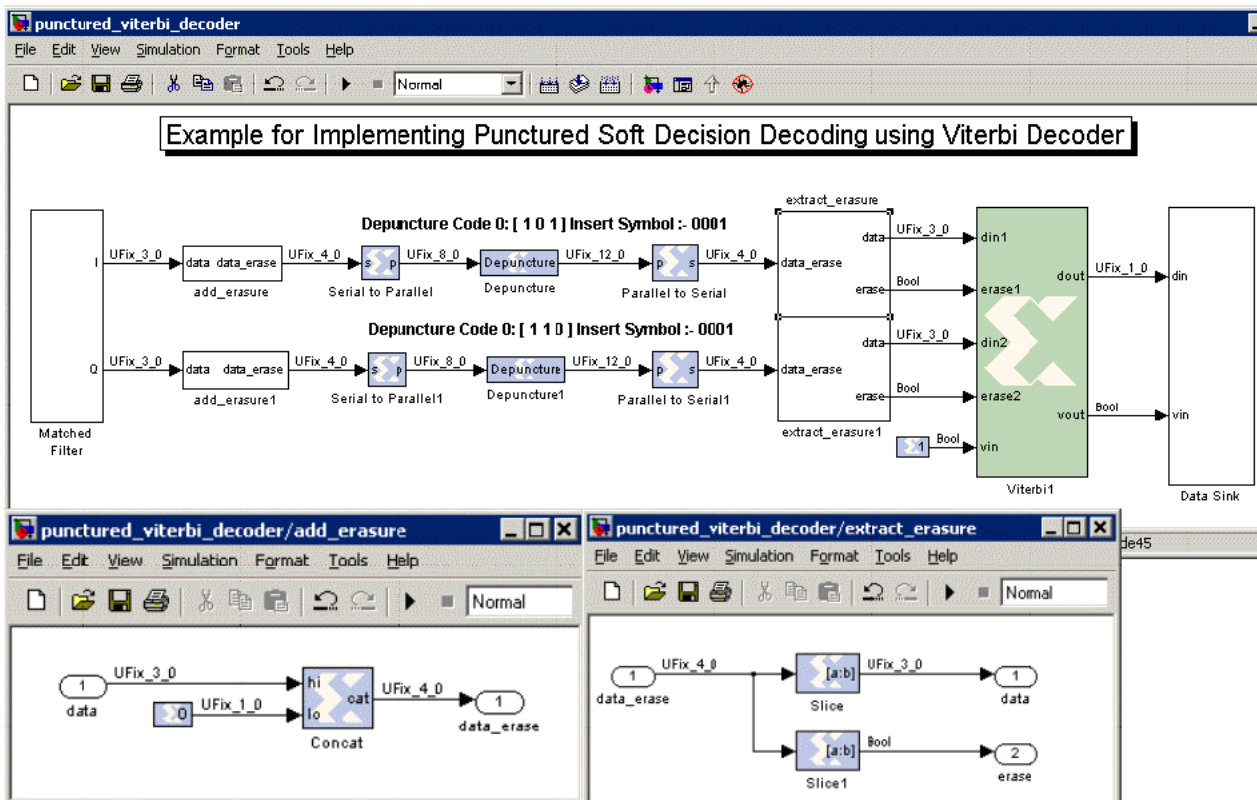 punctured_viterbi_decoder
File Edit View Simulation Format Tools Help
Normal
Example for Implementing Punctured Soft Decision Decoding using Viterbi Decoder
Depuncture Code 0: [ 1 0 1 ] Insert Symbol :- 0001
extract_erasure
I UFix_3_0 data data_erase UFix_4_0 s p UFix_8_0 Depuncture UFix_12_0 p s UFix_4_0 data_erase data UFix_3_0 din1
erase Bool erase1
add_erasure Serial to Parallel Depuncture Parallel to Serial
dout UFix_1_0 din
Depuncture Code 0: [ 1 1 0 ] Insert Symbol :- 0001
Q UFix_3_0 data data_erase UFix_4_0 s p UFix_8_0 Depuncture UFix_12_0 p s UFix_4_0 data_erase data UFix_3_0 din2
erase Bool erase2
add_erasure1 Serial to Parallel1 Depuncture1 Parallel to Serial1
vout Bool vin
Matched
Filter
extract_erasure1
1 Bool vin
Viterbi1
Data Sink
punctured_viterbi_decoder/add_erasure
File Edit View Simulation Format Tools Help
Normal
1 UFix_3_0 hi
data
0 UFix_1_0 lo
cat UFix_4_0 1
data_erase
Concat
punctured_viterbi_decoder/extract_erasure
File Edit View Simulation Format Tools Help
Normal
1 UFix_4_0 [a:b] UFix_3_0 1
data_erase Slice data
[a:b] Bool 2
Slice1 erase
de45